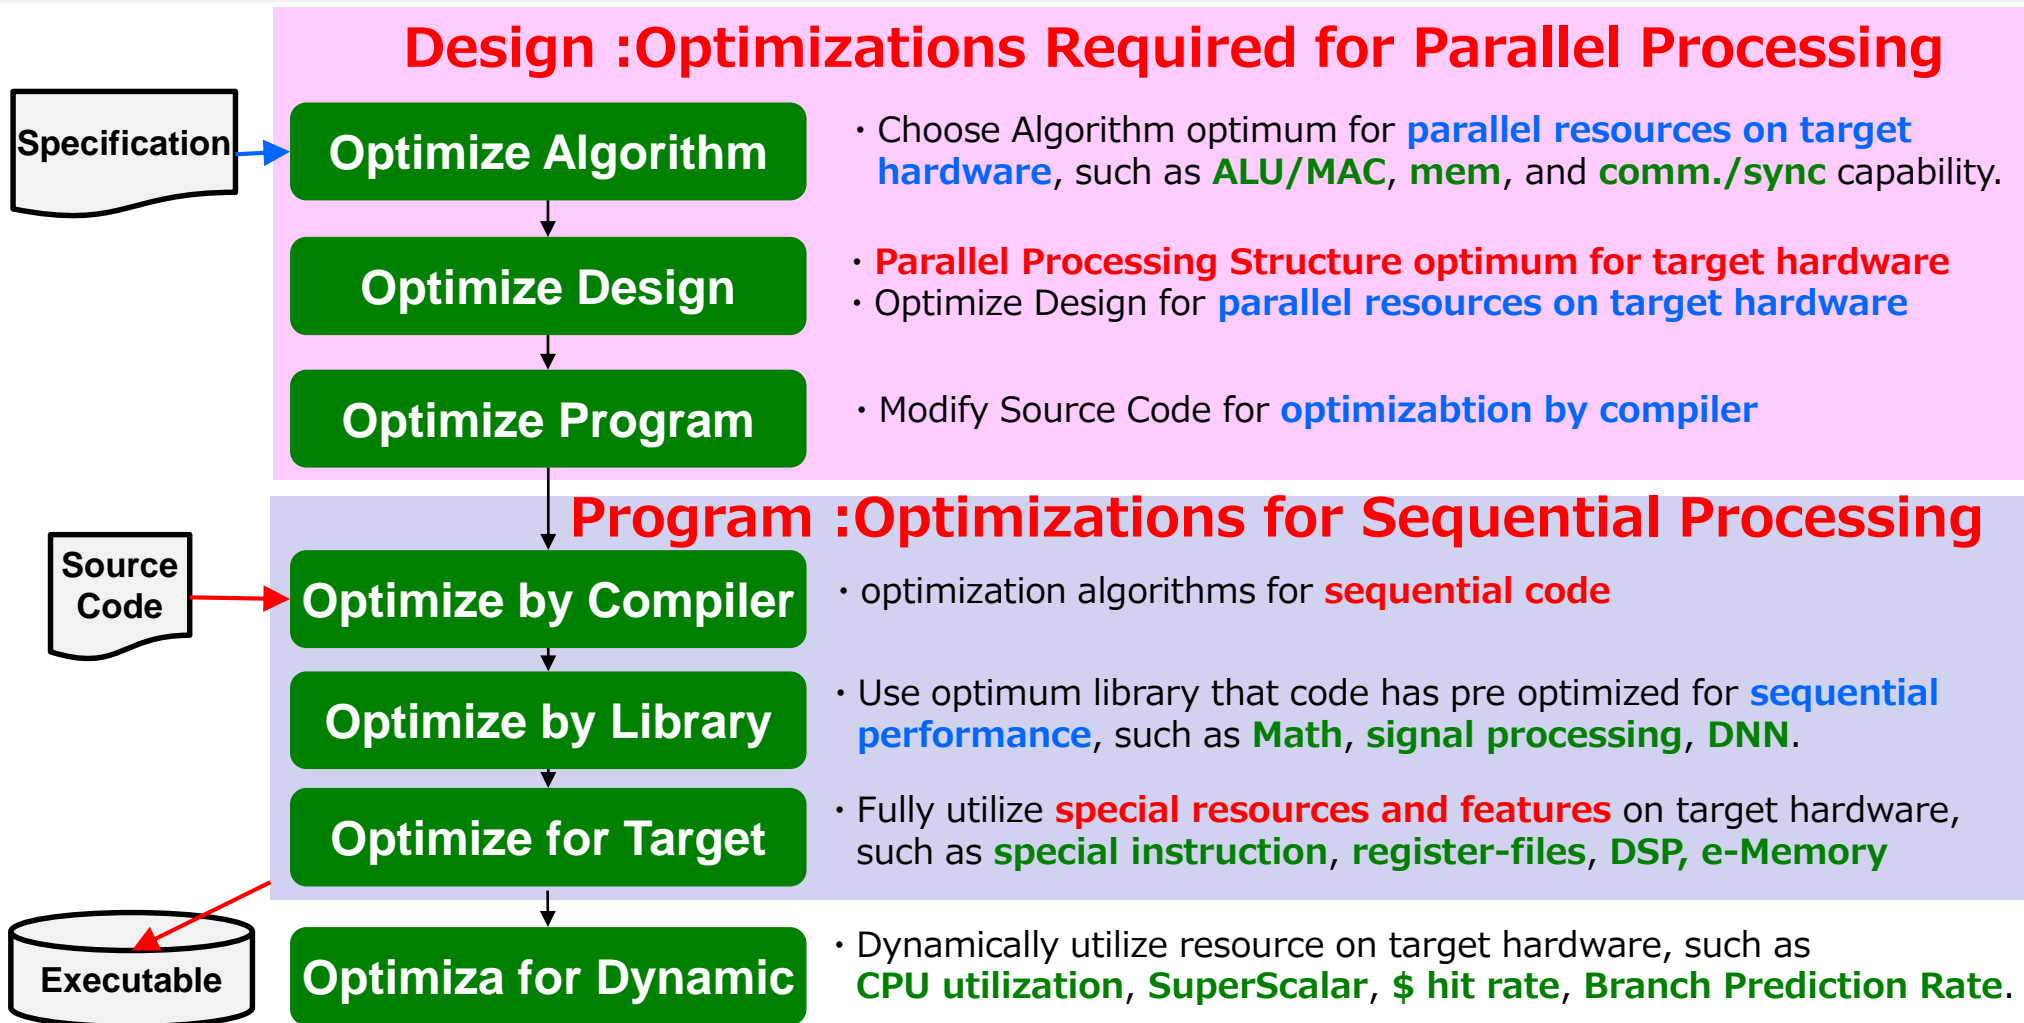 Design :Optimizations Required for Parallel Processing
Specification
Optimize Algorithm
・Choose Algorithm optimum for parallel resources on target
hardware, such as ALU/MAC, mem, and comm./sync capability.
Optimize Design
・Parallel Processing Structure optimum for target hardware
・Optimize Design for parallel resources on target hardware
Optimize Program
・Modify Source Code for optimizabtion by compiler
Program :Optimizations for Sequential Processing
Source
Code
Optimize by Compiler
・optimization algorithms for sequential code
Optimize by Library
・Use optimum library that code has pre optimized for sequential
performance, such as Math, signal processing, DNN.
Optimize for Target
・Fully utilize special resources and features on target hardware,
such as special instruction, register-files, DSP, e-Memory
Executable
Optimiza for Dynamic
・Dynamically utilize resource on target hardware, such as
CPU utilization, SuperScalar, $ hit rate, Branch Prediction Rate.